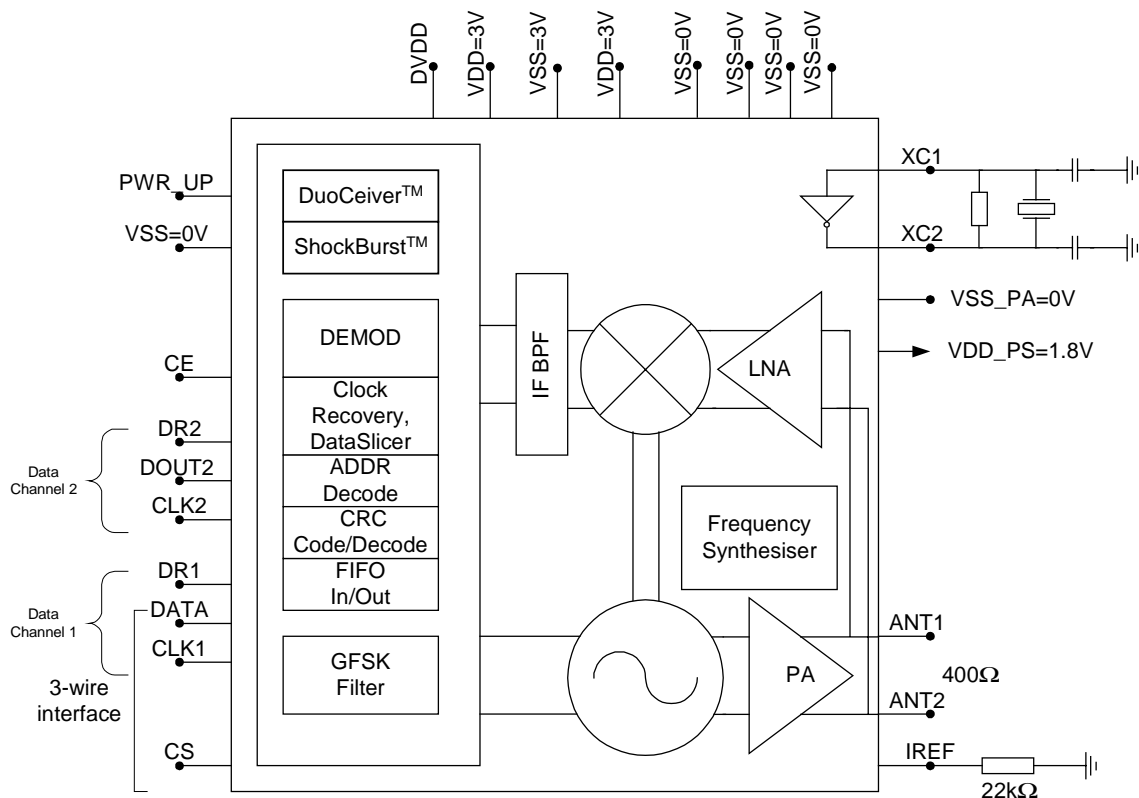 DVDD
VDD=3V
VSS=3V
VDD=3V
VSS=0V
VSS=0V
VSS=0V
VSS=0V
PWR_UP
VSS=0V
CE
DR2
DOUT2
CLK2
Data
Channel 2
DR1
DATA
CLK1
Data
Channel 1
3-wire
interface
CS
DuoCeiver™
ShockBurst™
DEMOD
Clock
Recovery,
DataSlicer
ADDR
Decode
CRC
Code/Decode
FIFO
In/Out
GFSK
Filter
IF BPF
LNA
Frequency
Synthesiser
PA
XC1
XC2
VSS_PA=0V
VDD_PS=1.8V
ANT1
400Ω
ANT2
IREF
22kΩ